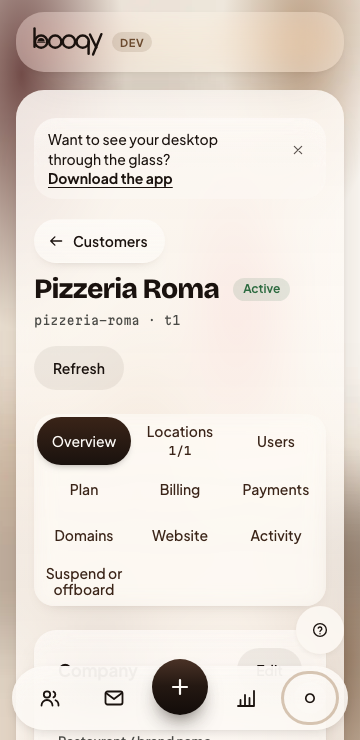 booqy DEV
Want to see your desktop
through the glass?
Download the app
Customers
Pizzeria Roma Active
pizzeria-roma · t1
Refresh
Overview Locations 1/1 Users
Plan Billing Payments
Domains Website Activity
Suspend or
offboard
Company Edit